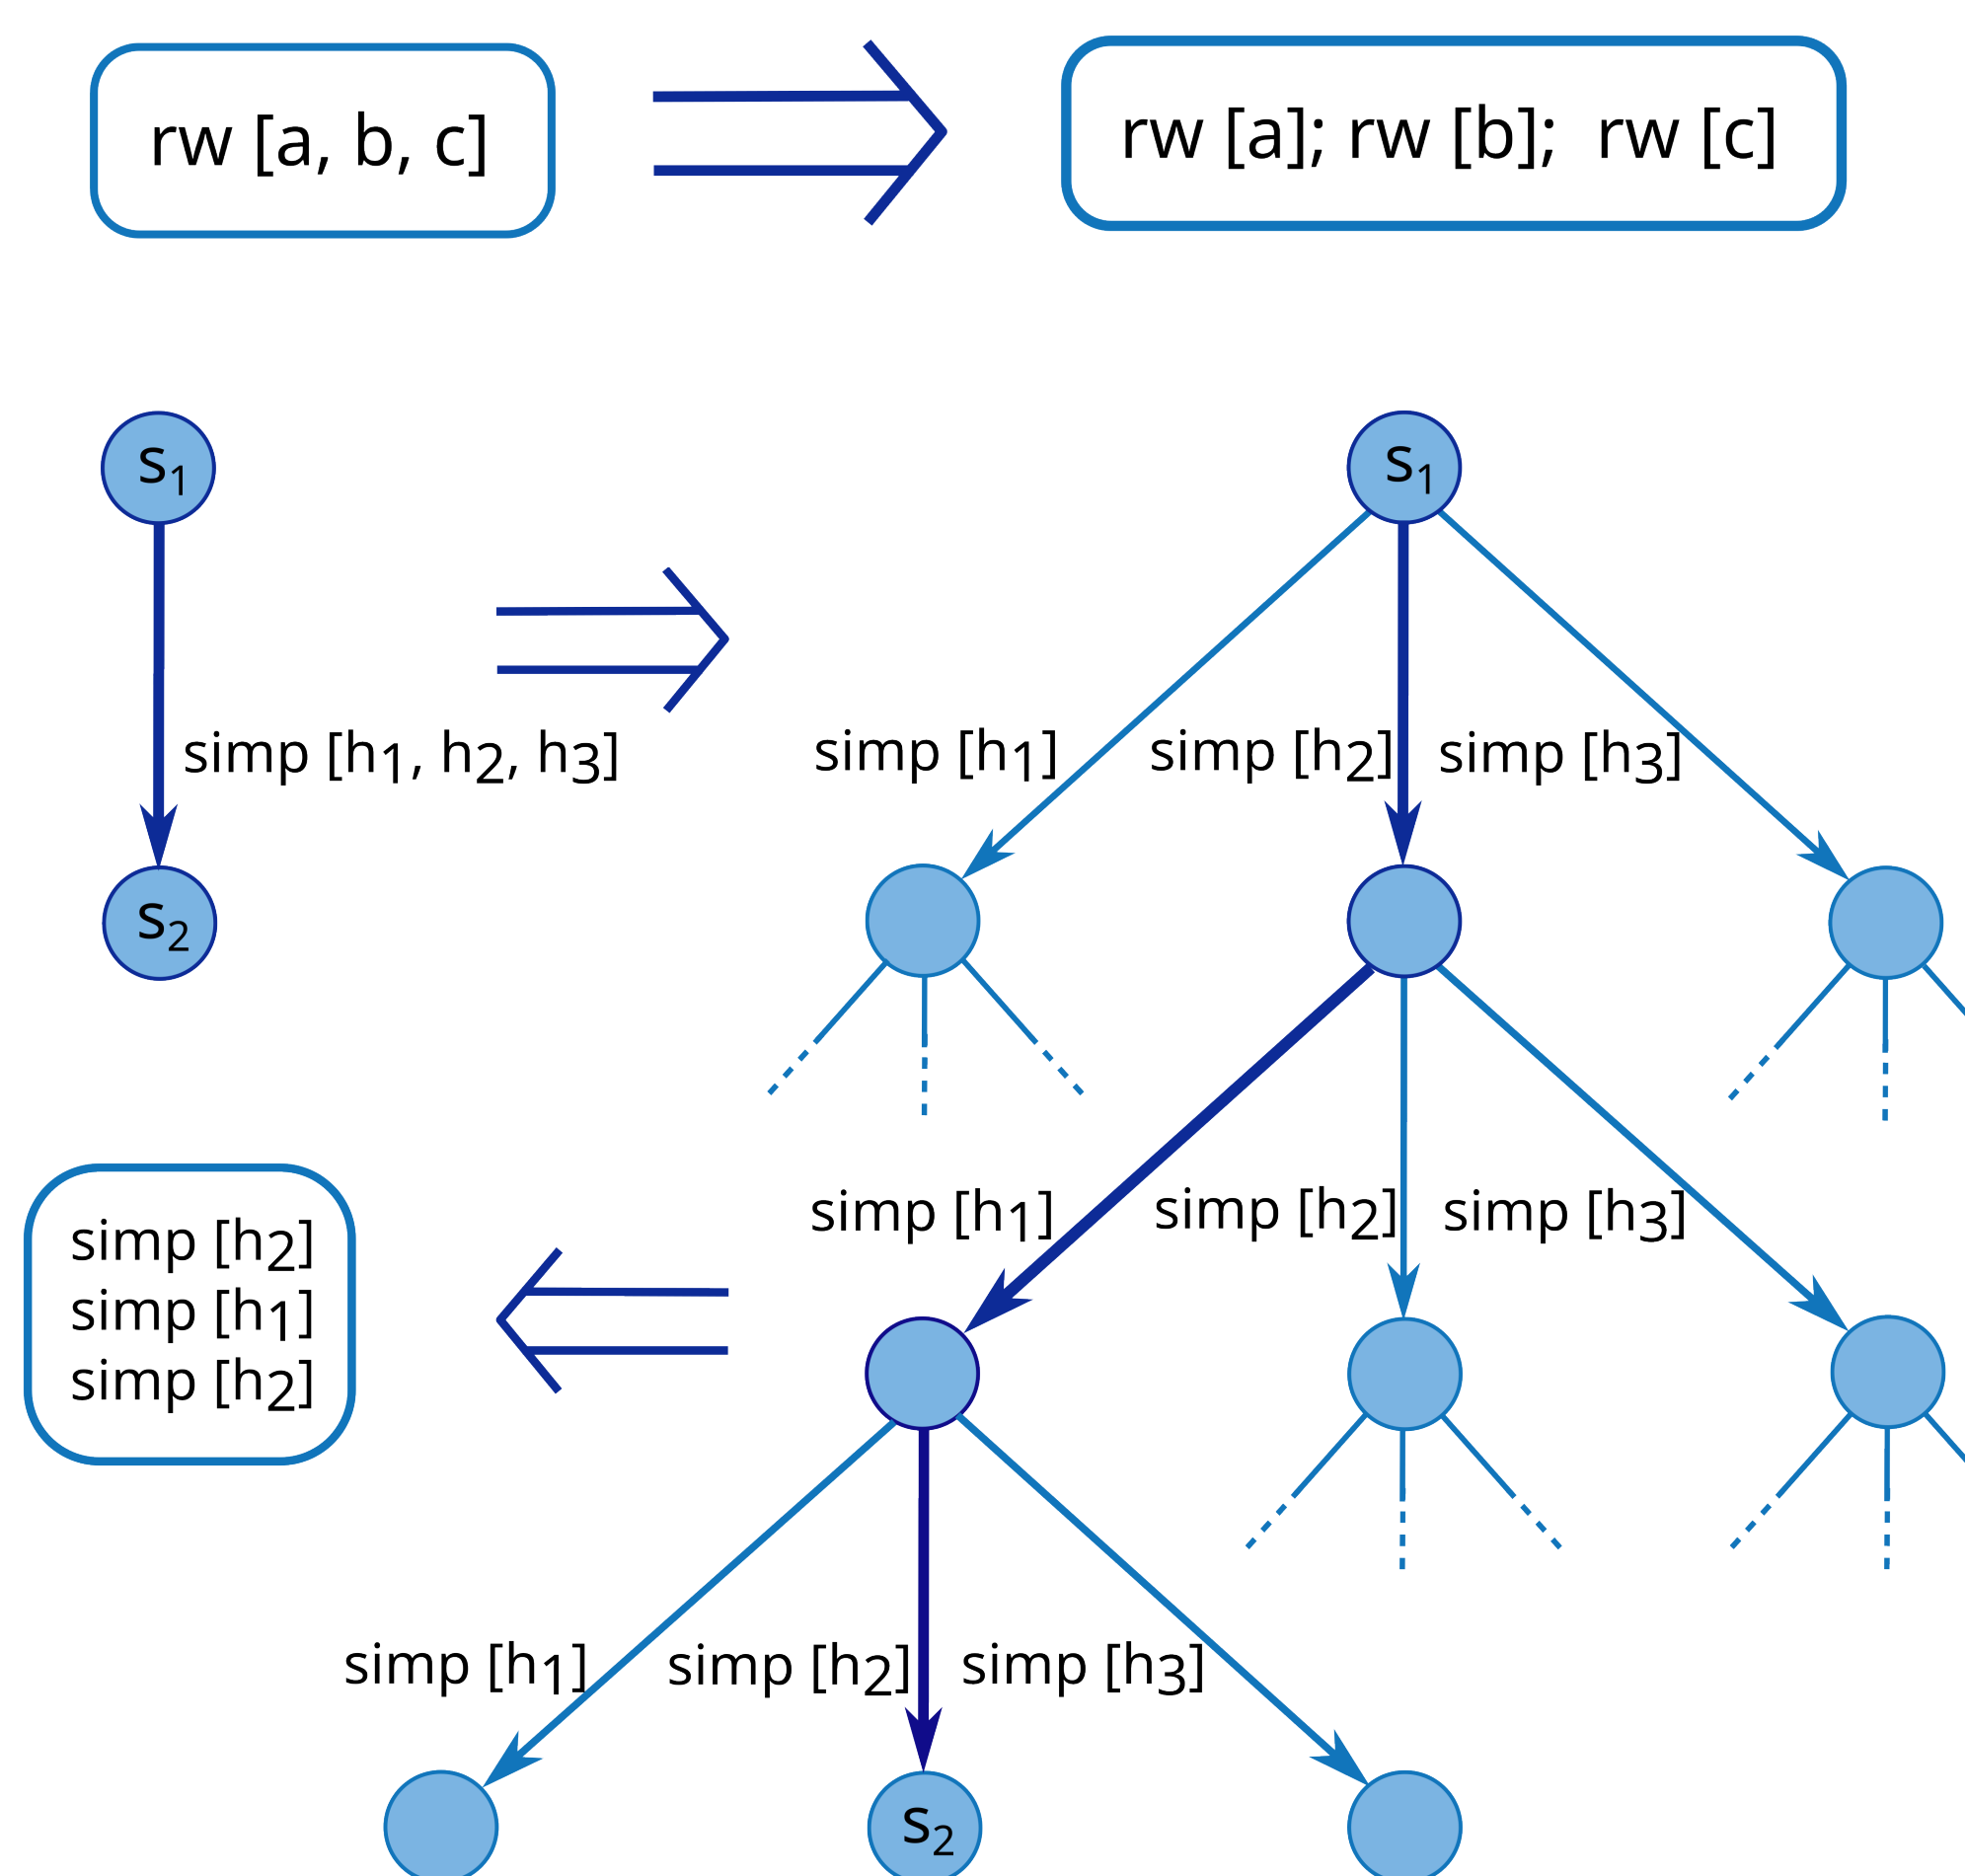 rw [a, b, c]
rw [a]; rw [b]; rw [c]
s₁
s₁
simp [h₁, h₂, h₃]
simp [h₁]
simp [h₂]
simp [h₃]
s₂
simp [h₁]
simp [h₂]
simp [h₃]
simp [h₂]
simp [h₁]
simp [h₂]
simp [h₁]
simp [h₂]
simp [h₃]
s₂